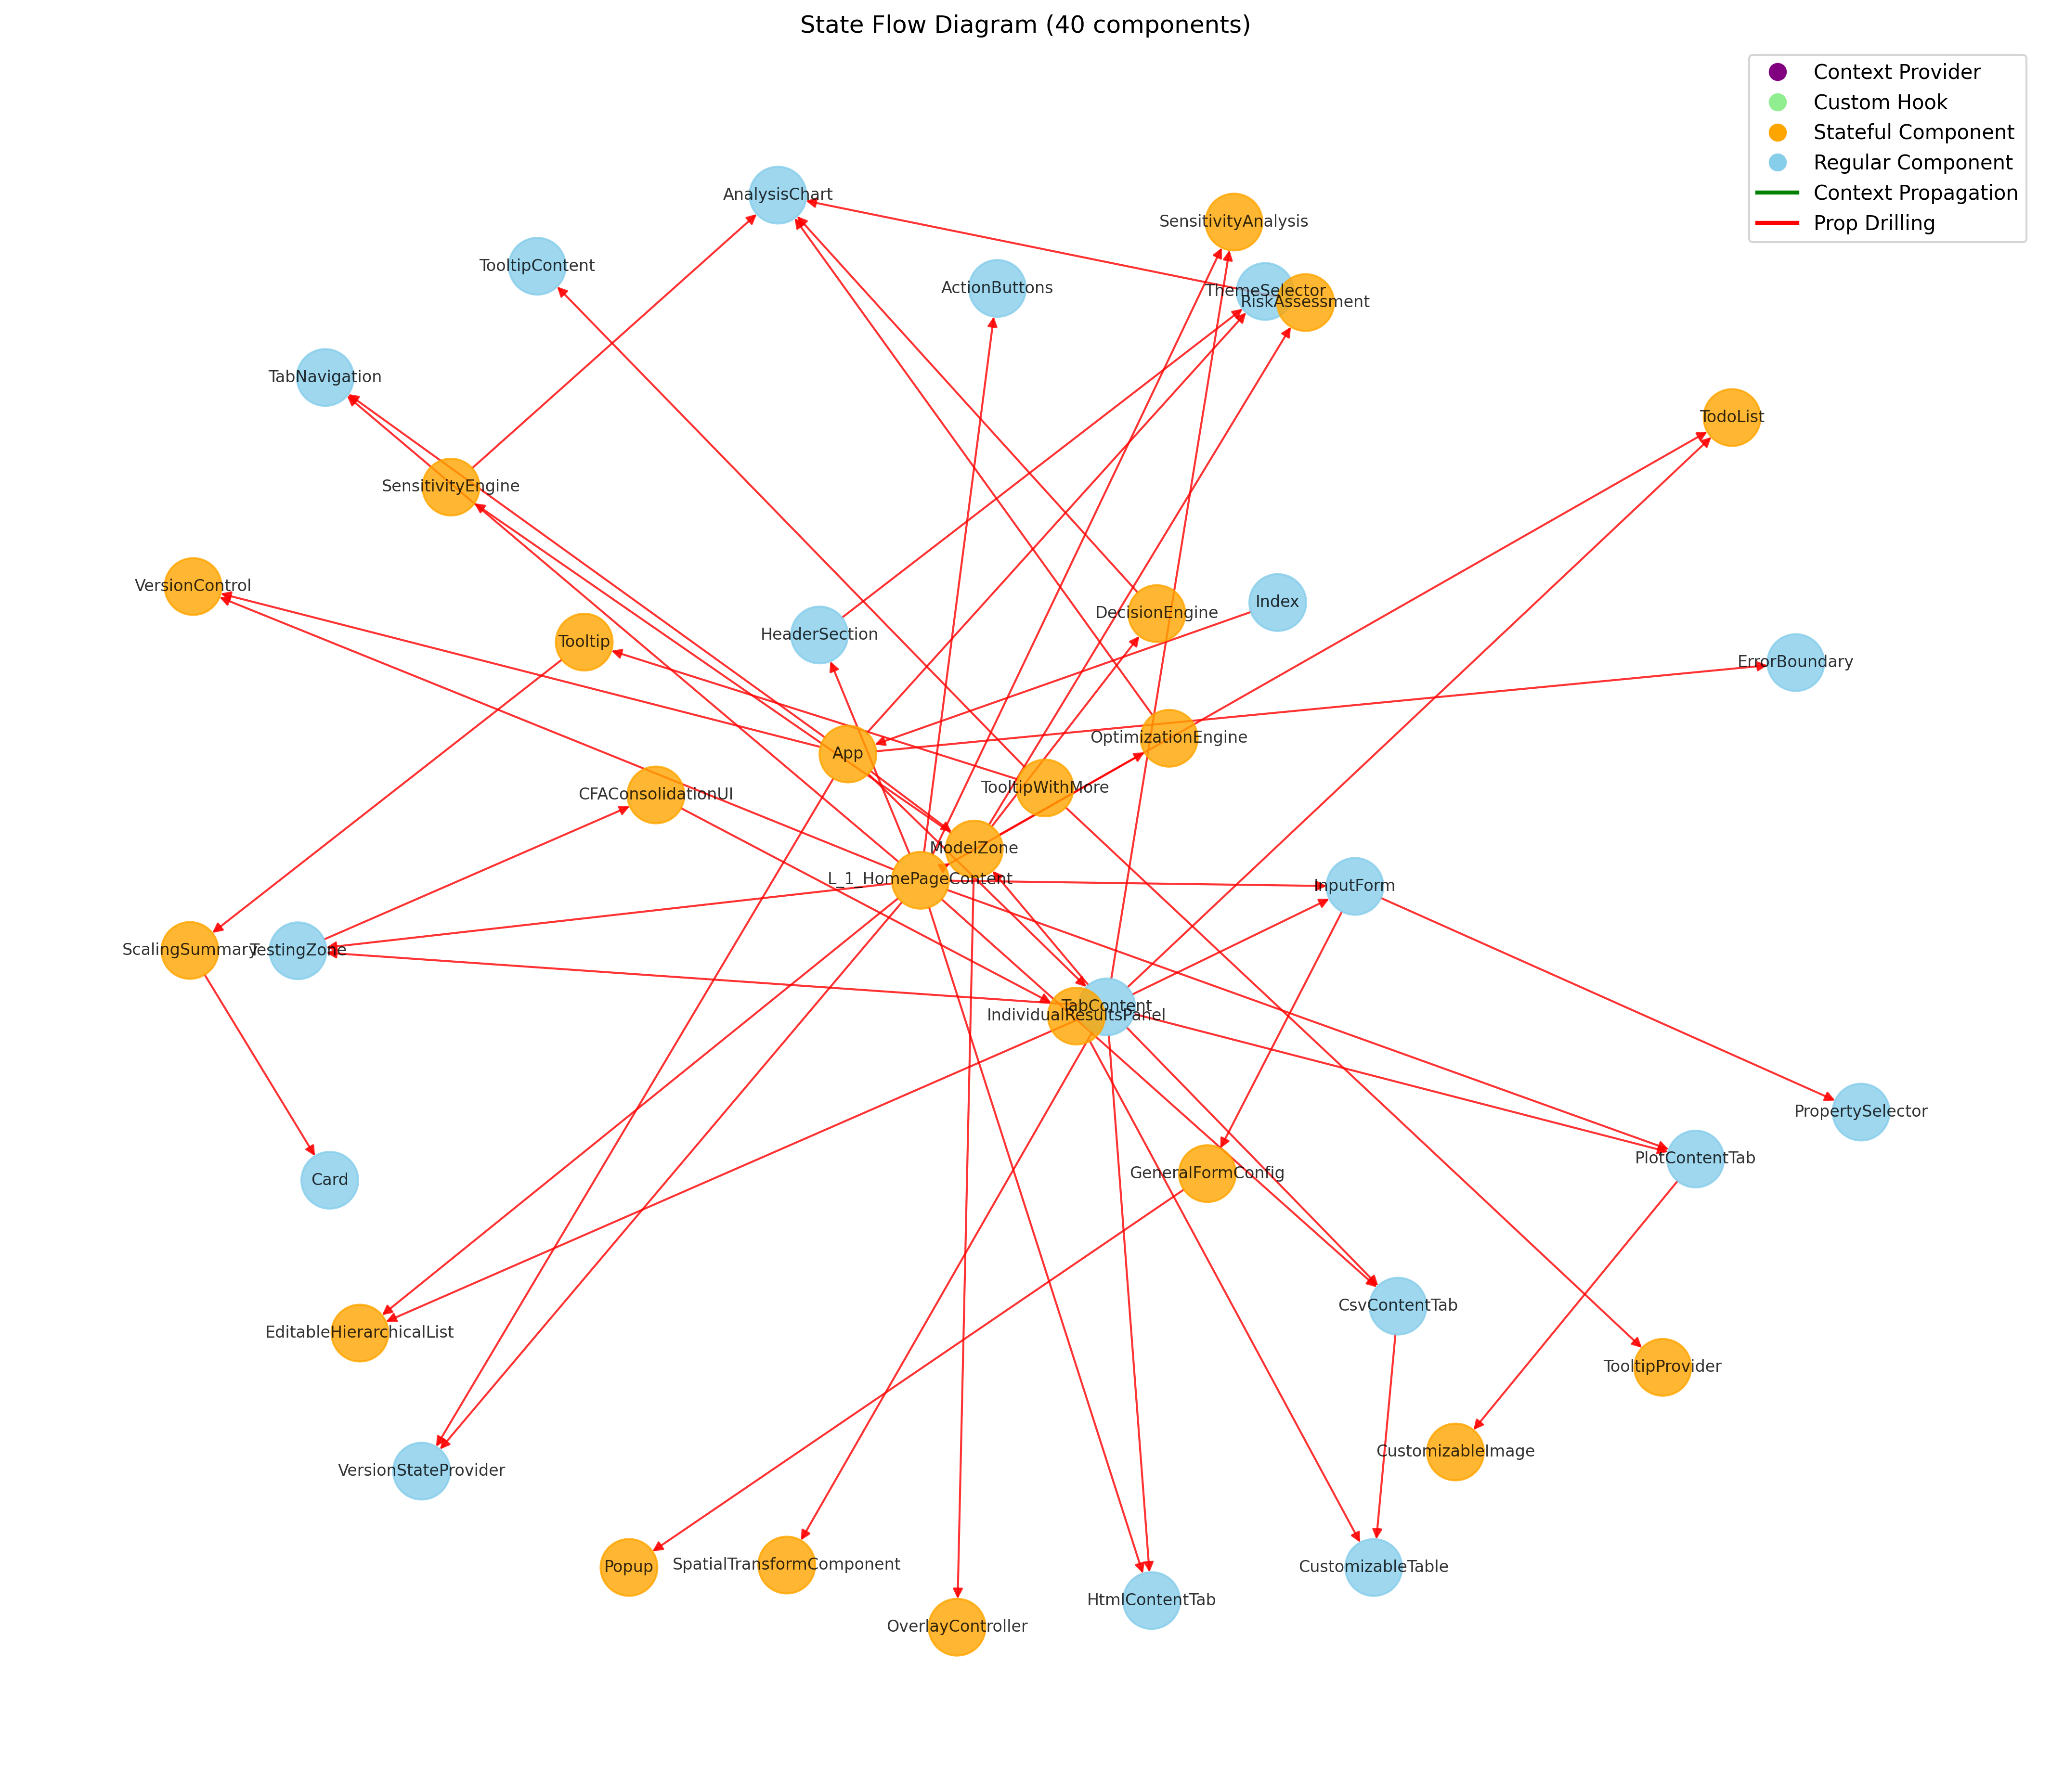 State Flow Diagram (40 components)
Context Provider
Custom Hook
Stateful Component
Regular Component
Context Propagation
Prop Drilling
AnalysisChart
SensitivityAnalysis
TooltipContent
ActionButtons
ThemeSelector
RiskAssessment
TabNavigation
TodoList
SensitivityEngine
VersionControl
Index
DecisionEngine
HeaderSection
Tooltip
ErrorBoundary
OptimizationEngine
App
TooltipWithMore
CFAConsolidationUI
ModelZone
L_1_HomePageContent
InputForm
ScalingSummary
TestingZone
TabContent
IndividualResultsPanel
PropertySelector
PlotContentTab
GeneralFormConfig
Card
CsvContentTab
EditableHierarchicalList
TooltipProvider
CustomizableImage
VersionStateProvider
SpatialTransformComponent
Popup
CustomizableTable
HtmlContentTab
OverlayController